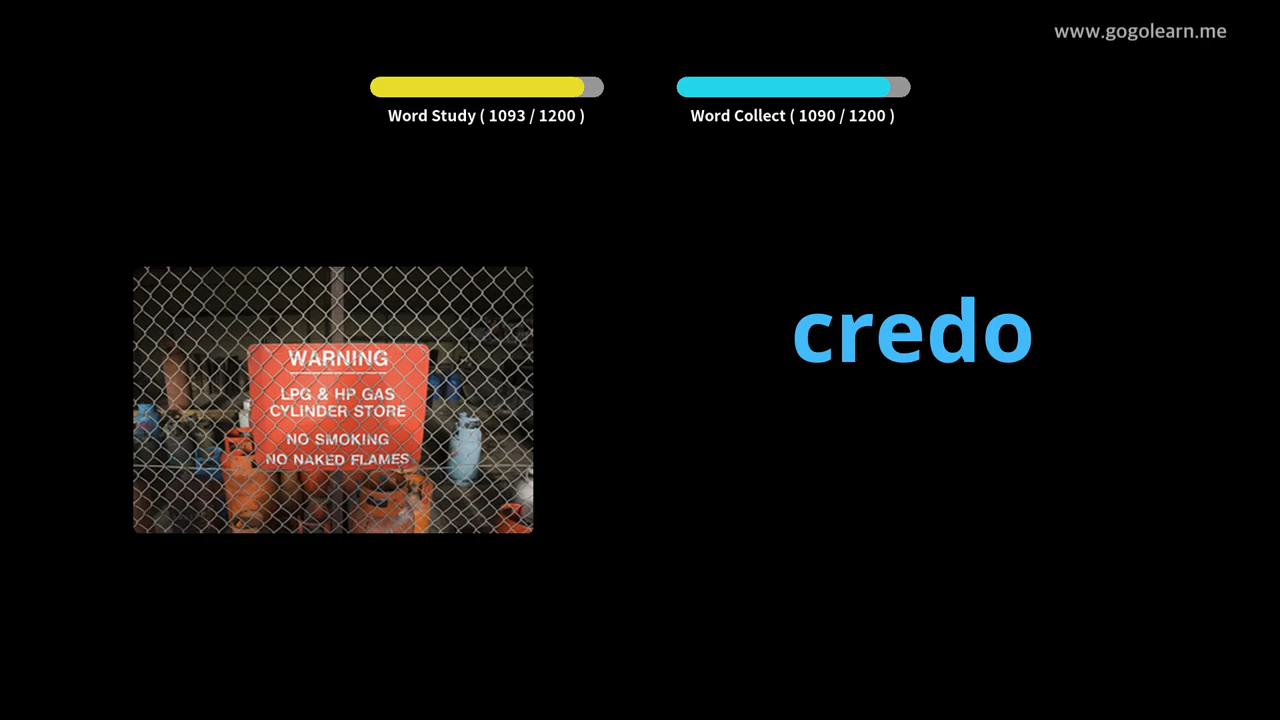 www.gogolearn.me
Word Study ( 1093 / 1200 )
Word Collect ( 1090 / 1200 )
WARNING
LPG & HP GAS
CYLINDER STORE
NO SMOKING
NO NAKED FLAMES
credo